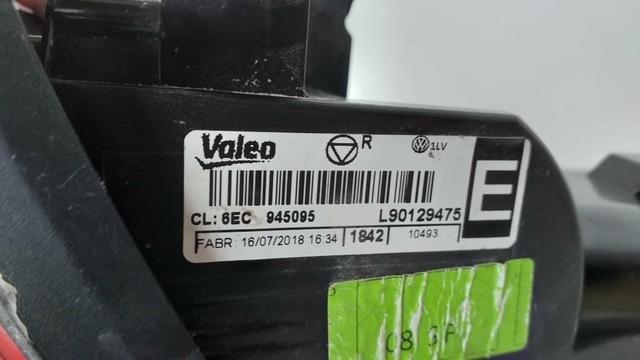 Valeo R 1LV
CL: 6EC 945095 L90129475 E
FABR: 16/07/2018 16:34 1842 10493